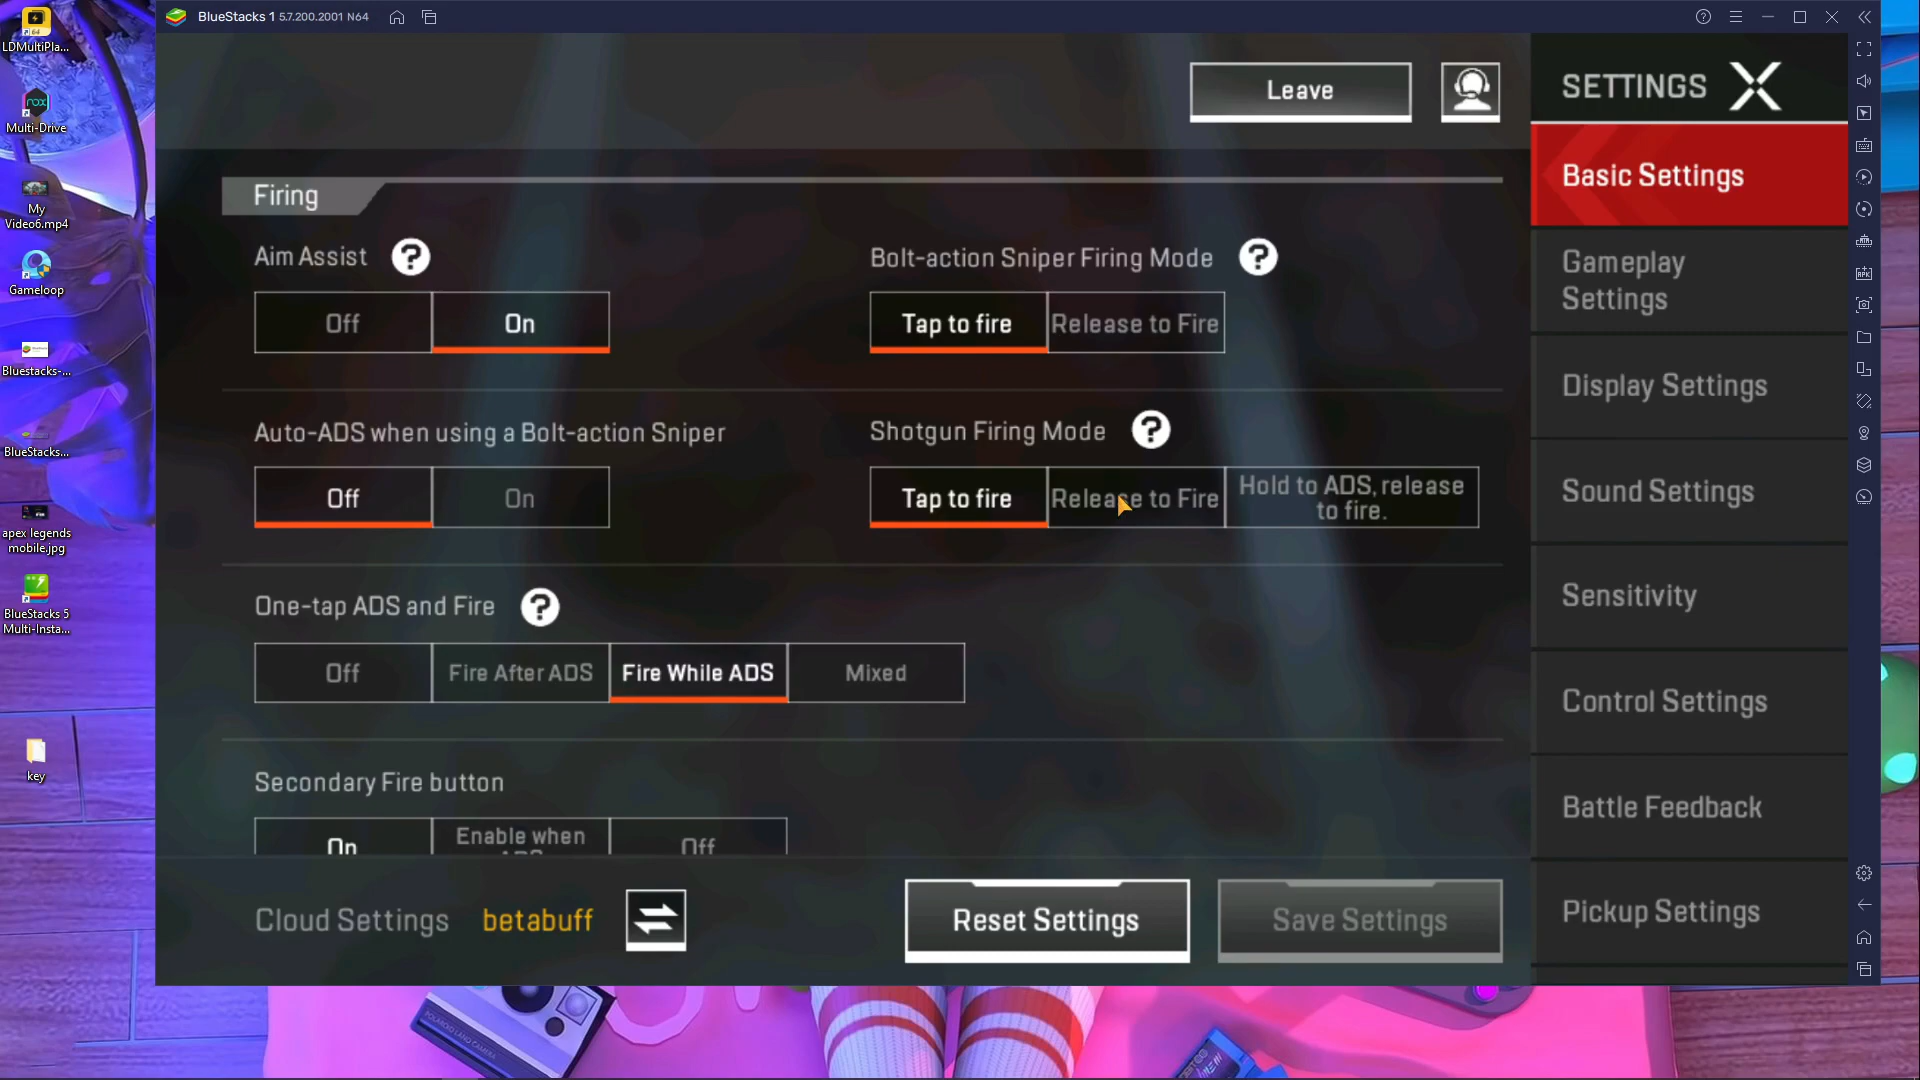 BlueStacks 1 5.7.200.2001 N64
LDMultiPla...
Multi-Drive
My
Video6.mp4
Gameloop
Bluestacks-...
BlueStacks...
apex legends
mobile.jpg
BlueStacks 5
Multi-Insta...
key
Leave
SETTINGS
Firing
Aim Assist ?
Off
On
Bolt-action Sniper Firing Mode ?
Tap to fire
Release to Fire
Auto-ADS when using a Bolt-action Sniper
Off
On
Shotgun Firing Mode ?
Tap to fire
Release to Fire
Hold to ADS, release
to fire.
One-tap ADS and Fire ?
Off
Fire After ADS
Fire While ADS
Mixed
Secondary Fire button
On
Enable when
ADS
Off
Cloud Settings betabuff
Reset Settings
Save Settings
Basic Settings
Gameplay
Settings
Display Settings
Sound Settings
Sensitivity
Control Settings
Battle Feedback
Pickup Settings
POLAROID LAND CAMERA